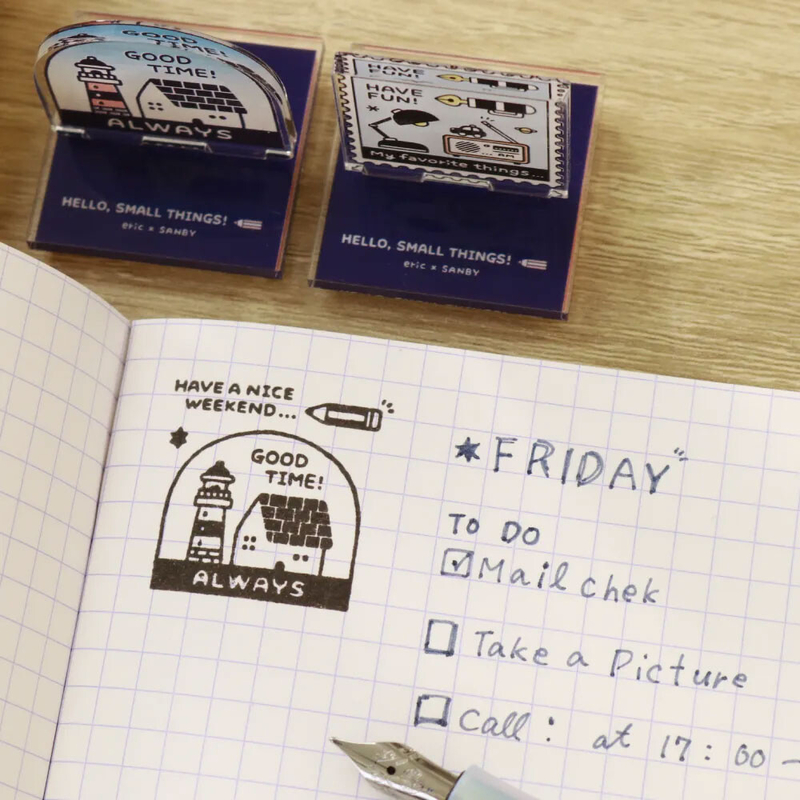 GOOD
TIME!
GOOD
TIME!
ALWAYS
HELLO, SMALL THINGS!
eric x SANBY
HAVE
FUN!
HAVE
FUN!
AM
My favorite things...
HELLO, SMALL THINGS!
eric x SANBY
HAVE A NICE
WEEKEND...
GOOD
TIME!
ALWAYS
FRIDAY
TO DO
Mail chek
Take a Picture
Call : at 17 : 00 -